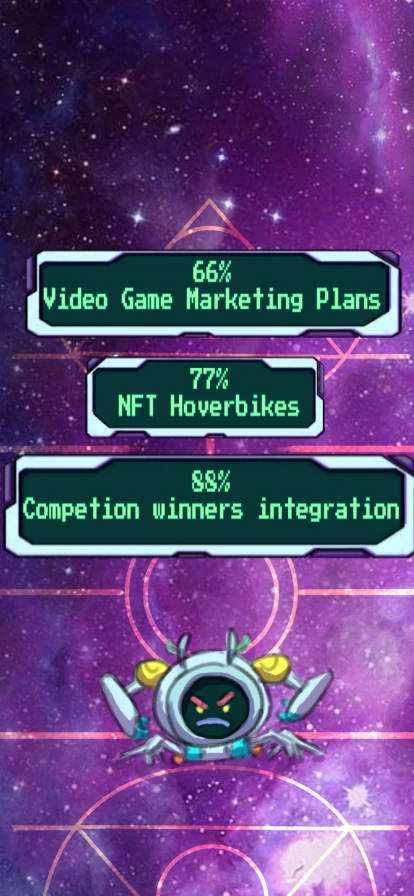 66%
Video Game Marketing Plans
77%
NFT Hoverbikes
88%
Competion winners integration